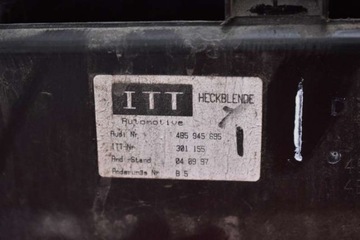 ITT HECKBLENDE
Automotive
Audi Nr. 4A5 945 695
ITT-Nr 301 155
Änd.-Stand 04 09 97
Änderungs Nr B 5